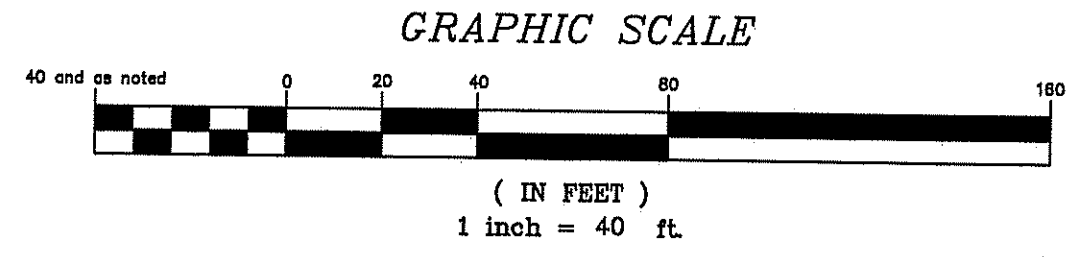 GRAPHIC SCALE
40 and as noted 0 20 40 80 160
( IN FEET )
1 inch = 40 ft.